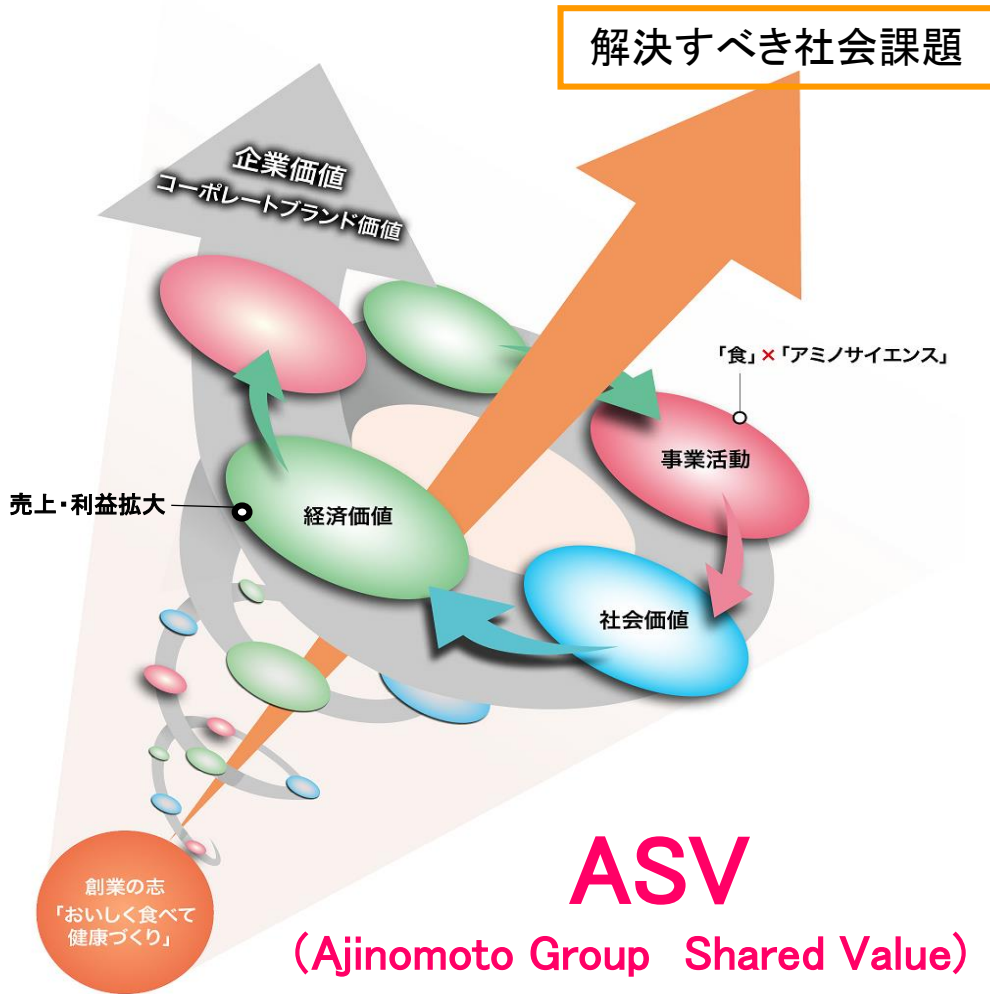 解決すべき社会課題
企業価値
コーポレートブランド価値
「食」×「アミノサイエンス」
事業活動
売上・利益拡大
経済価値
社会価値
創業の志
「おいしく食べて
健康づくり」
ASV
(Ajinomoto Group Shared Value)